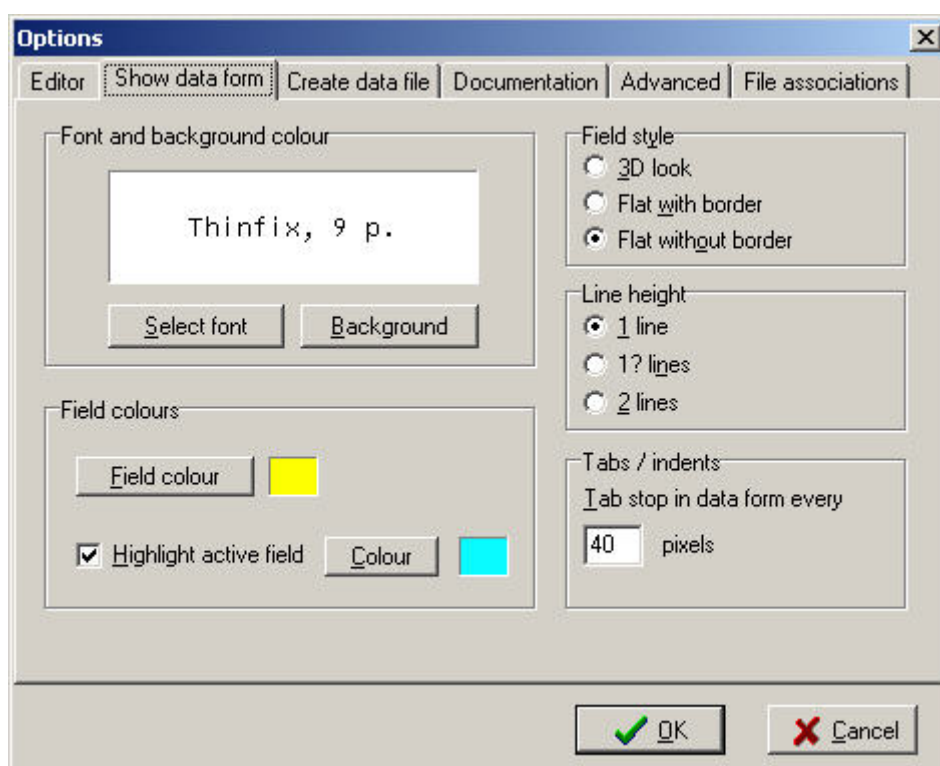 Options
Editor Show data form Create data file Documentation Advanced File associations
Font and background colour
Thinfix, 9 p.
Select font Background
Field colours
Field colour
Highlight active field Colour
Field style
3D look
Flat with border
Flat without border
Line height
1 line
1? lines
2 lines
Tabs / indents
Tab stop in data form every
40 pixels
OK Cancel